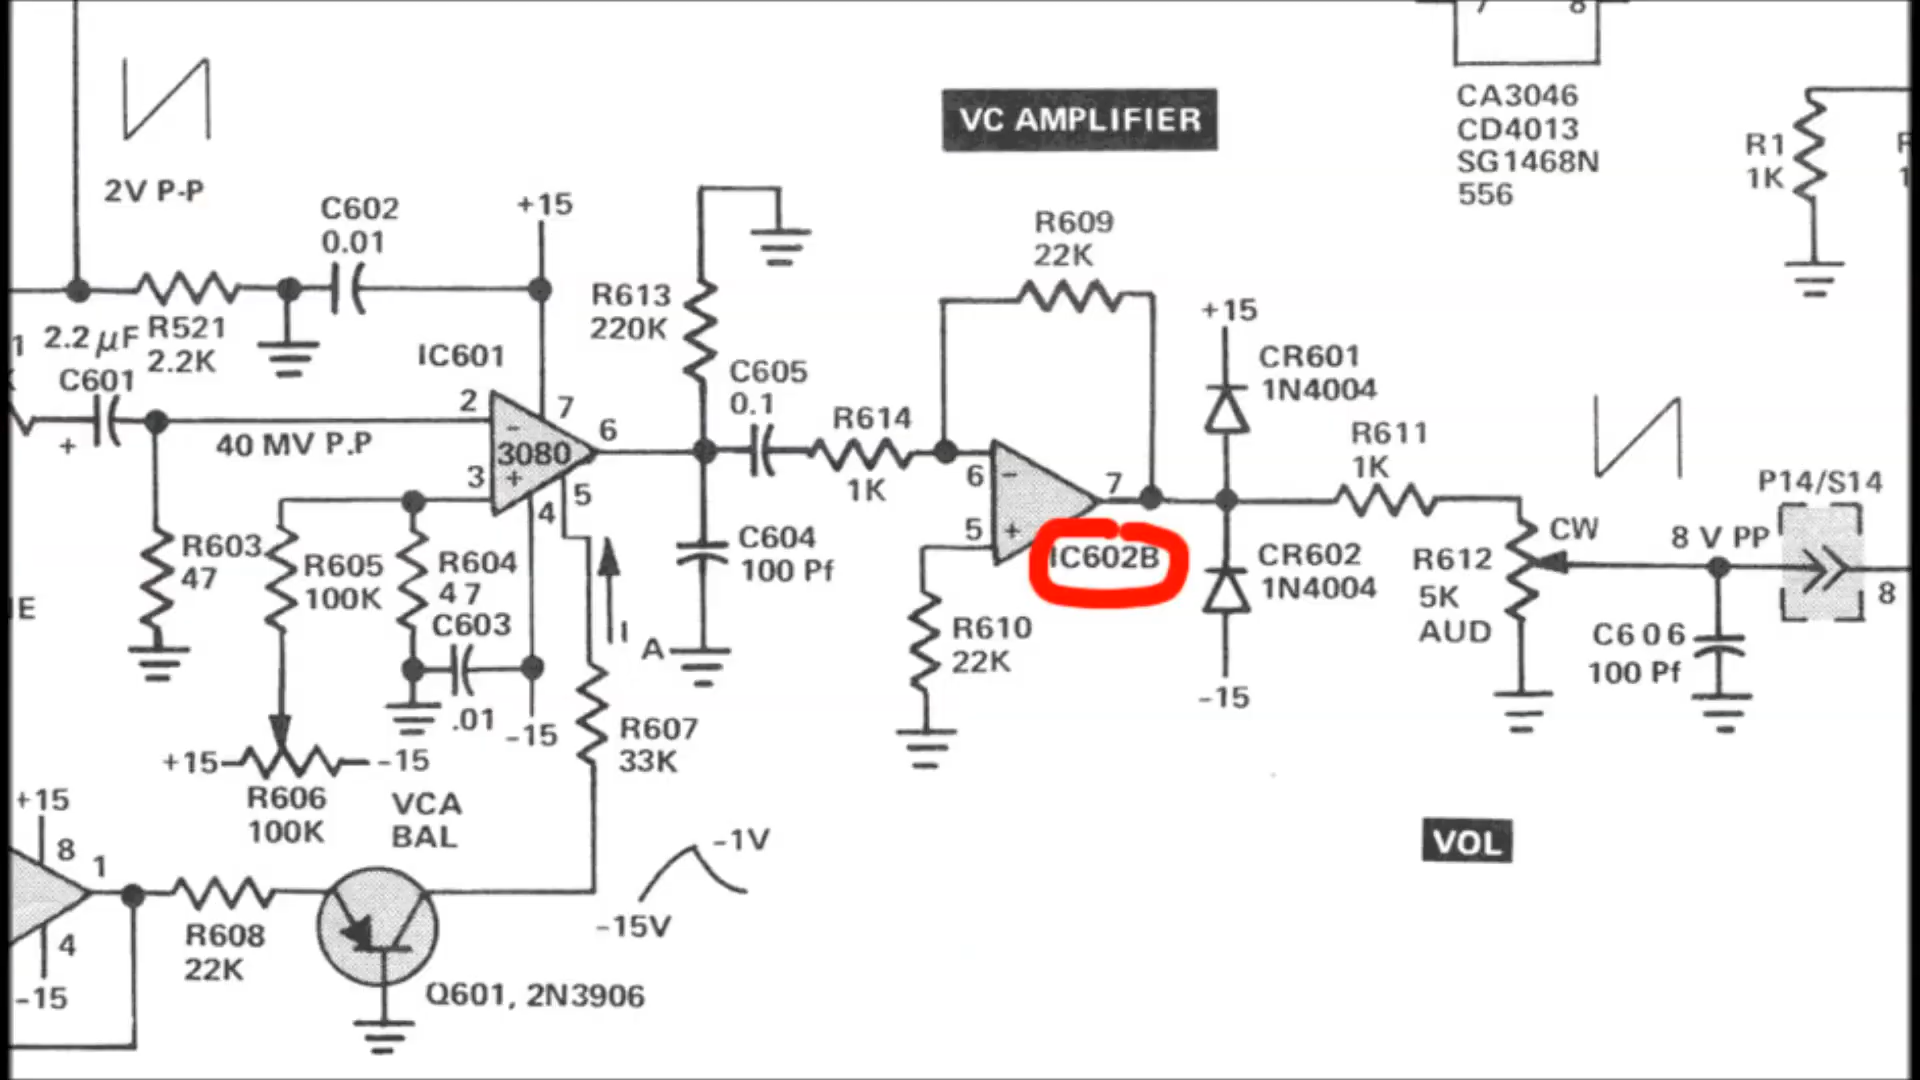 7 8
CA3046
CD4013
SG1468N
556
VC AMPLIFIER
R1
1K
2V P-P
C602
0.01
+15
R609
22K
R613
220K
+15
2.2 µF
R521
2.2K
IC601
CR601
1N4004
C601
+
2
7
C605
0.1
R614
1K
R611
1K
40 MV P.P
3080
−
+
6
3
5
4
6
−
7
5
+
IC602B
P14/S14
CW
8 V PP
8
R603
47
R605
100K
R604
47
C604
100 Pf
CR602
1N4004
R612
5K
AUD
C603
.01
I
A
R610
22K
C606
100 Pf
−15
−15
R607
33K
+15
−15
R606
100K
VCA
BAL
+15
8
1
−1V
−15V
VOL
4
−15
R608
22K
Q601, 2N3906